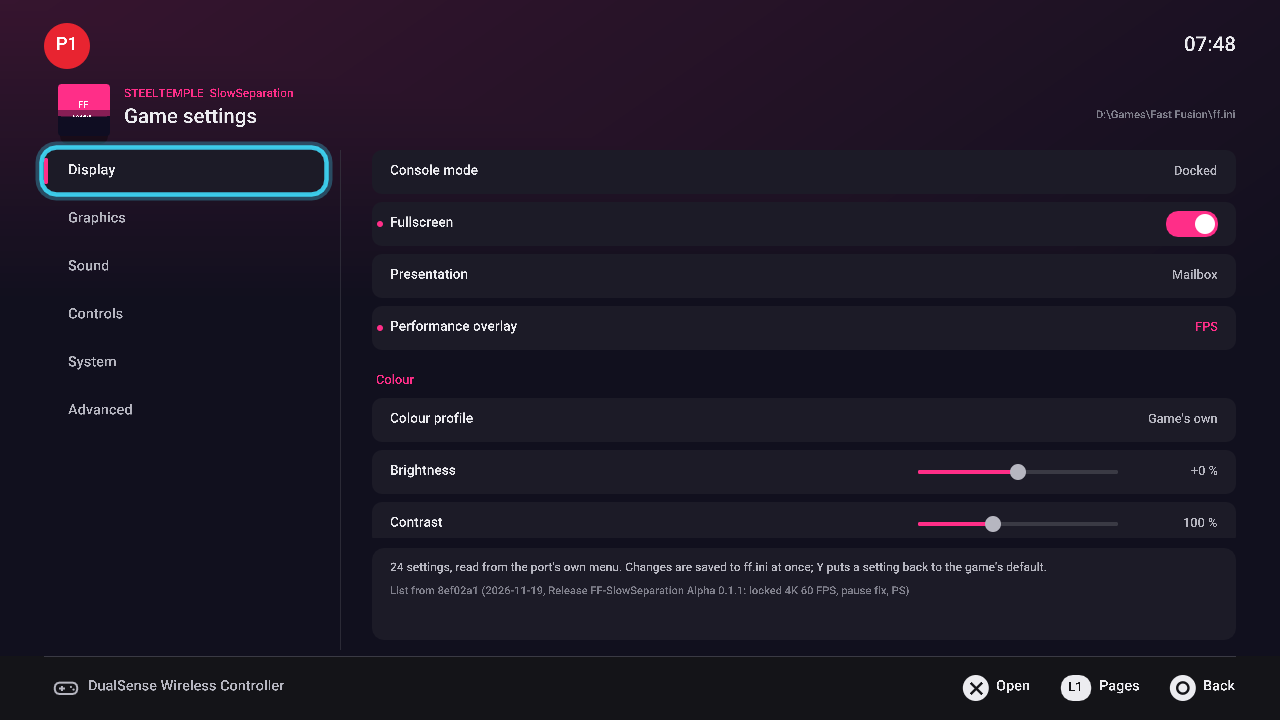 P1
07:48
STEELTEMPLE SlowSeparation
FF
Game settings
D:\Games\Fast Fusion\ff.ini
Display
Graphics
Sound
Controls
System
Advanced
Console mode
Docked
Fullscreen
Presentation
Mailbox
Performance overlay
FPS
Colour
Colour profile
Game's own
Brightness
+0 %
Contrast
100 %
24 settings, read from the port's own menu. Changes are saved to ff.ini at once; Y puts a setting back to the game's default.
List from 8ef02a1 (2026-11-19, Release FF-SlowSeparation Alpha 0.1.1: locked 4K 60 FPS, pause fix, PS)
DualSense Wireless Controller
Open
L1
Pages
Back